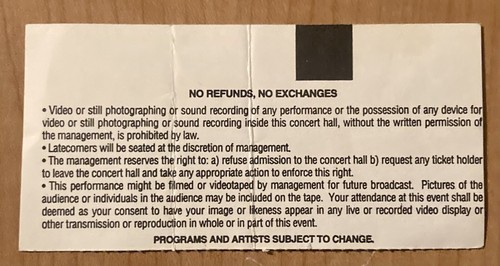 NO REFUNDS, NO EXCHANGES
• Video or still photographing or sound recording of any performance or the possession of any device for
video or still photographing or sound recording inside this concert hall, without the written permission of
the management, is prohibited by law.
• Latecomers will be seated at the discretion of management.
• The management reserves the right to: a) refuse admission to the concert hall b) request any ticket holder
to leave the concert hall and take any appropriate action to enforce this right.
• This performance might be filmed or videotaped by management for future broadcast. Pictures of the
audience or individuals in the audience may be included on the tape. Your attendance at this event shall be
deemed as your consent to have your image or likeness appear in any live or recorded video display or
other transmission or reproduction in whole or in part of this event.
PROGRAMS AND ARTISTS SUBJECT TO CHANGE.